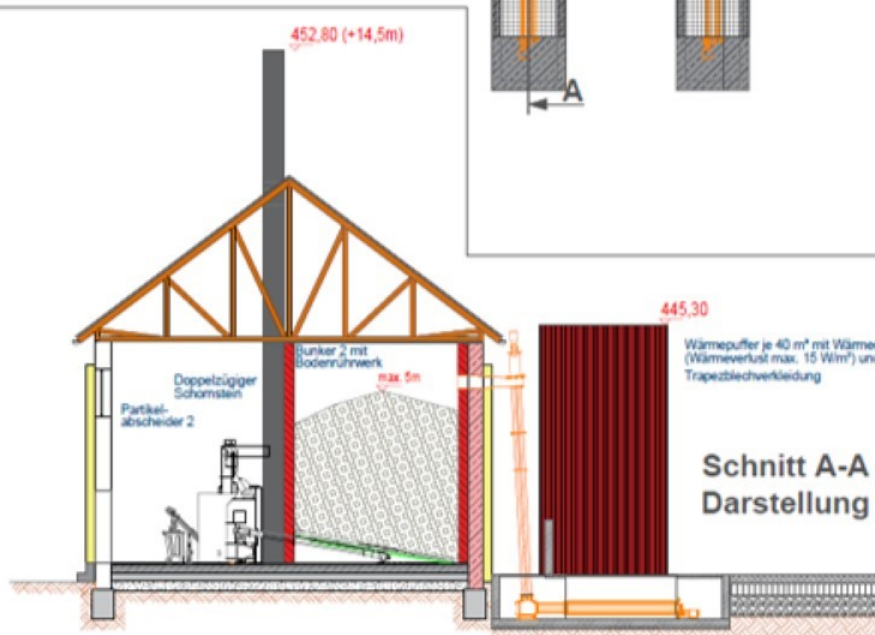 A
452,80 (+14,5m)
445,30
Wärmepuffer je 40 m³ mit Wärme
(Wärmeverlust max. 15 W/m²) und
Trapezblechverkleidung
Bunker 2 mit
Bodenrührwerk
max. 5m
Doppelzügiger
Schornstein
Partikel-
abscheider 2
Schnitt A-A
Darstellung